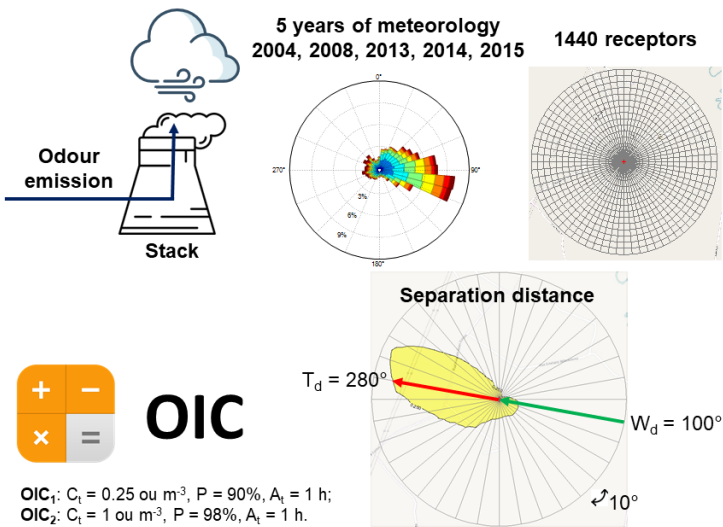 5 years of meteorology
2004, 2008, 2013, 2014, 2015
1440 receptors
Odour
emission
Stack
0°
270°
90°
3%
6%
9%
180°
Separation distance
T_d = 280°
W_d = 100°
10°
+ −
× =
OIC
OIC₁: Cₜ = 0.25 ou m⁻³, P = 90%, Aₜ = 1 h;
OIC₂: Cₜ = 1 ou m⁻³, P = 98%, Aₜ = 1 h.